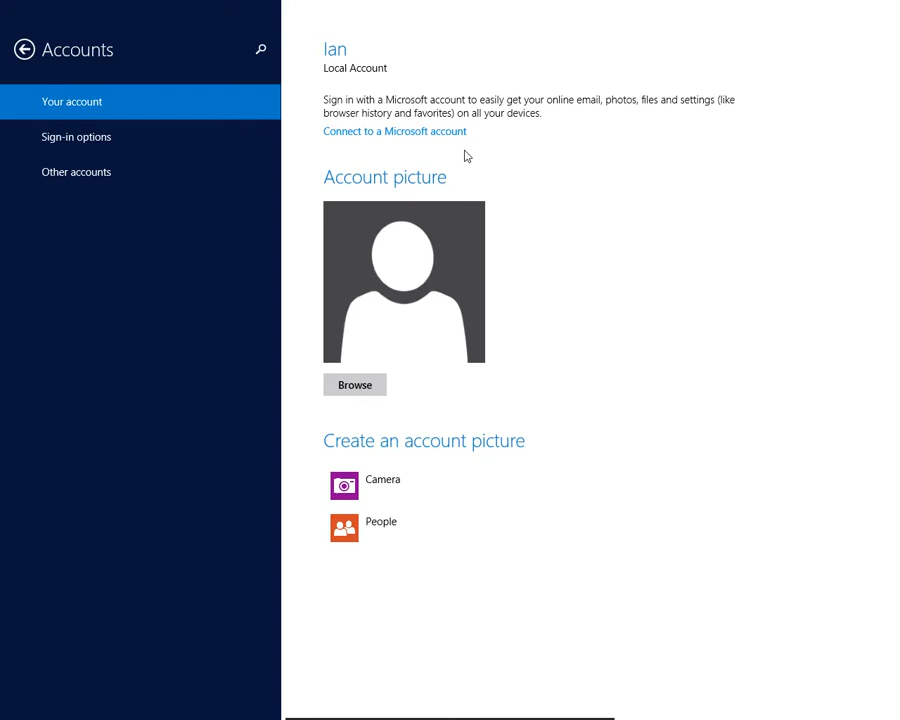 Accounts
Your account
Sign-in options
Other accounts
Ian
Local Account
Sign in with a Microsoft account to easily get your online email, photos, files and settings (like
browser history and favorites) on all your devices.
Connect to a Microsoft account
Account picture
Browse
Create an account picture
Camera
People